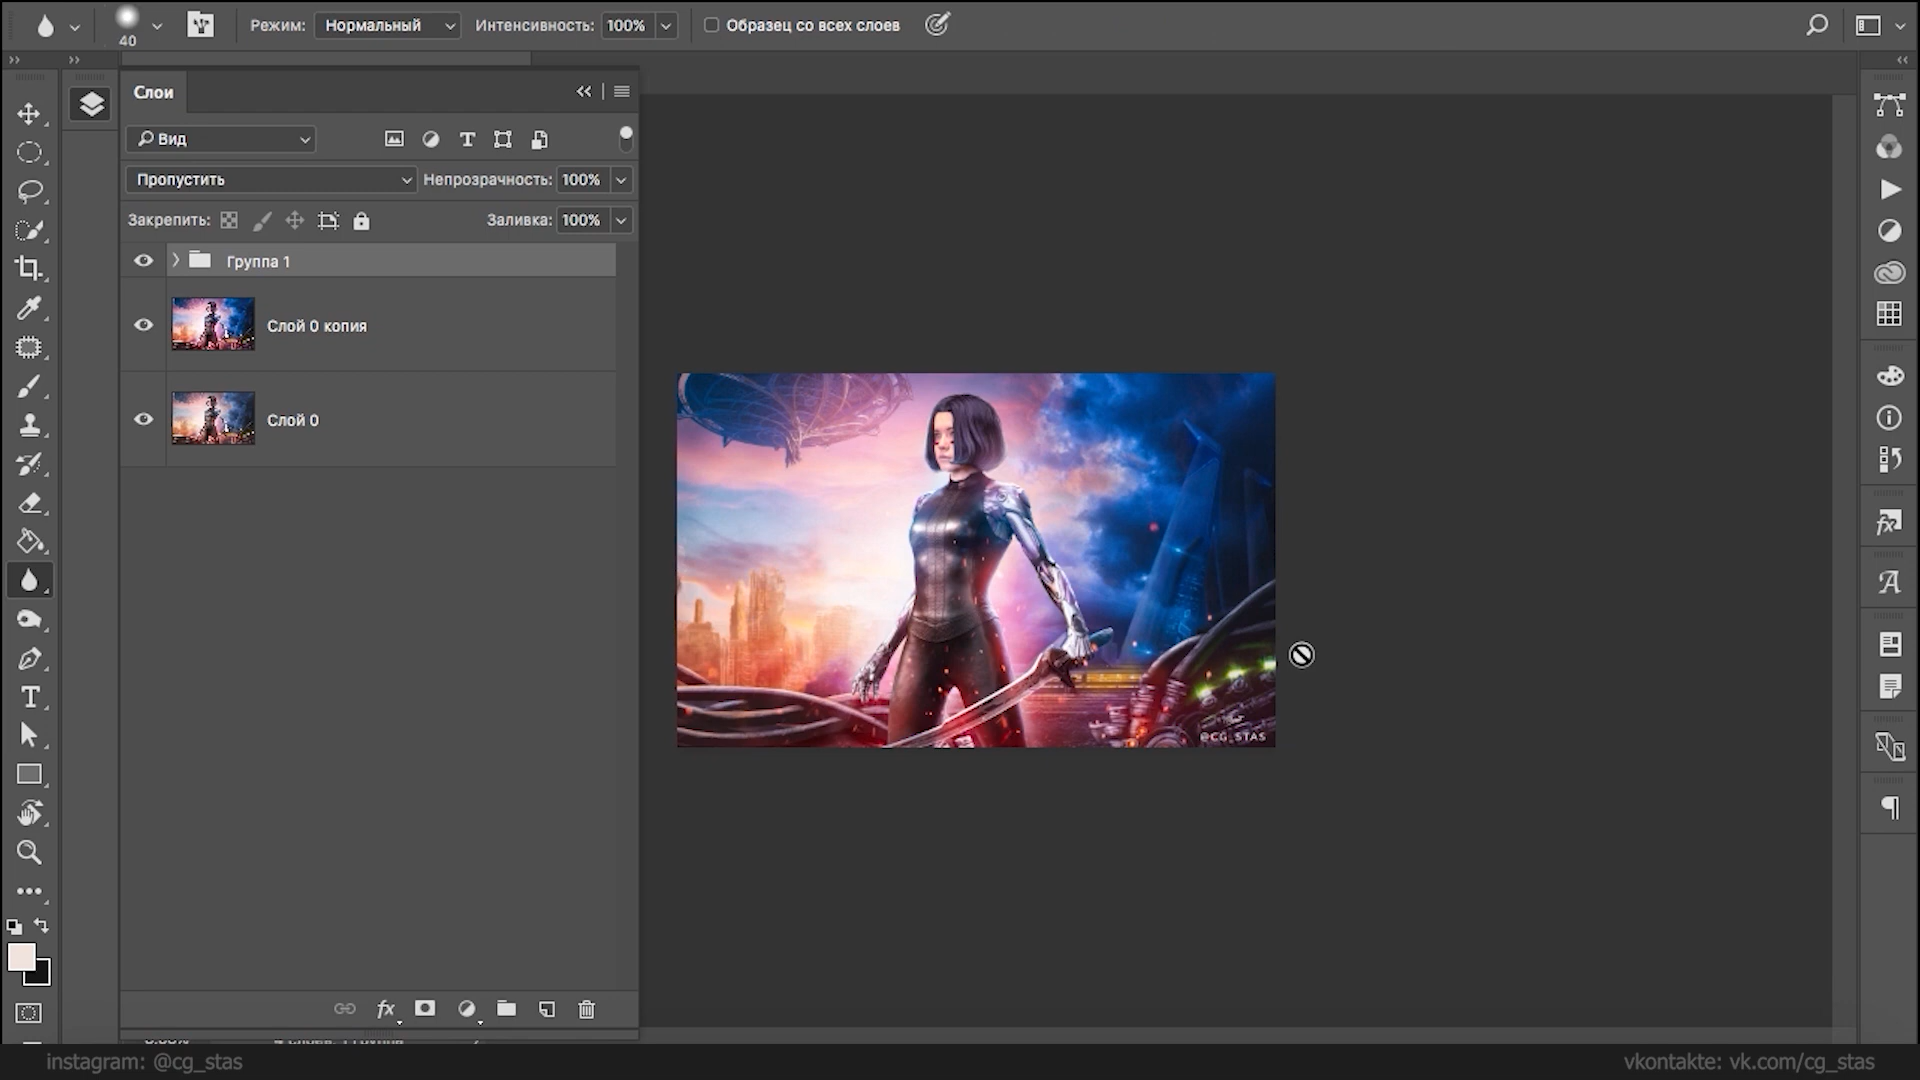 40
Режим: Нормальный Интенсивность: 100% Образец со всех слоев
Слои
Вид
Пропустить Непрозрачность: 100%
Закрепить: Заливка: 100%
Группа 1
Слой 0 копия
Слой 0
@CG_STAS
instagram: @cg_stas
vkontakte: vk.com/cg_stas